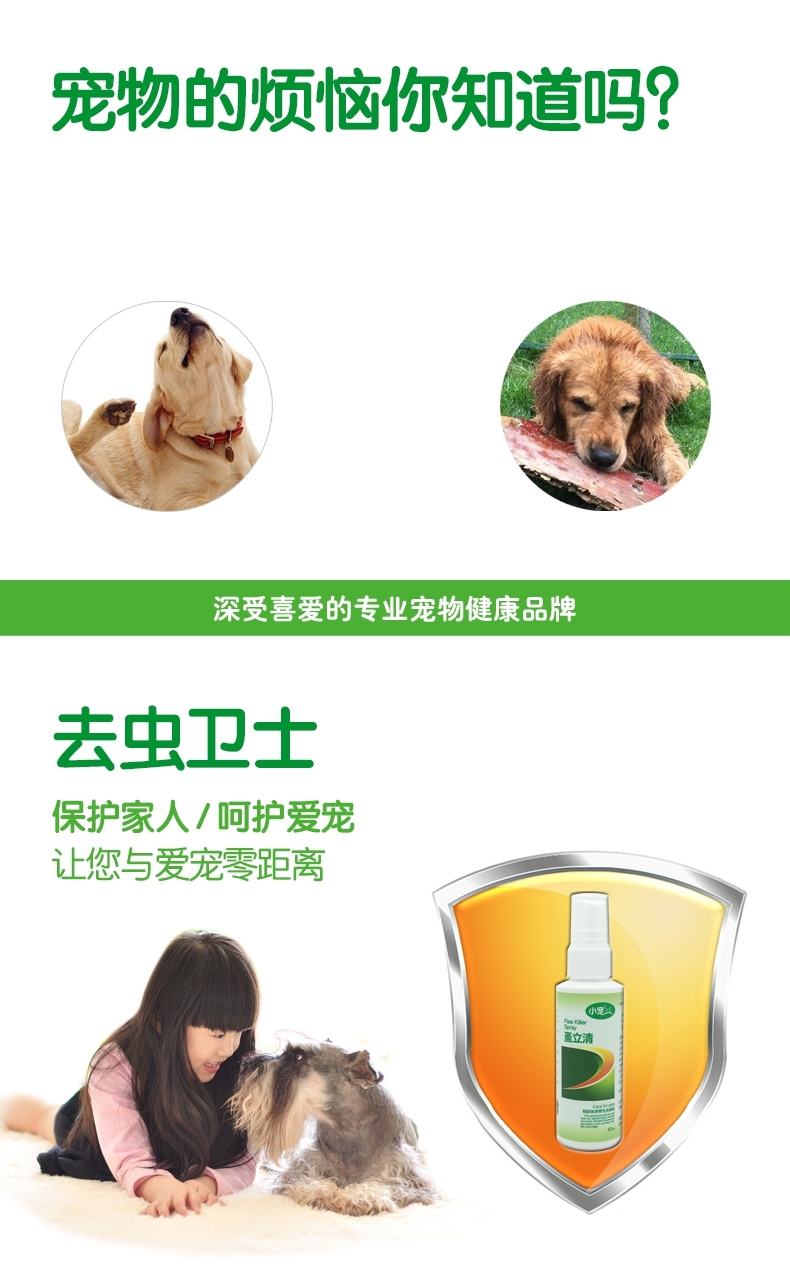 宠物的烦恼你知道吗?
深受喜爱的专业宠物健康品牌
去虫卫士
保护家人/呵护爱宠
让您与爱宠零距离
小宠
Flea Killer
Spray
蚤立清
Care for pets